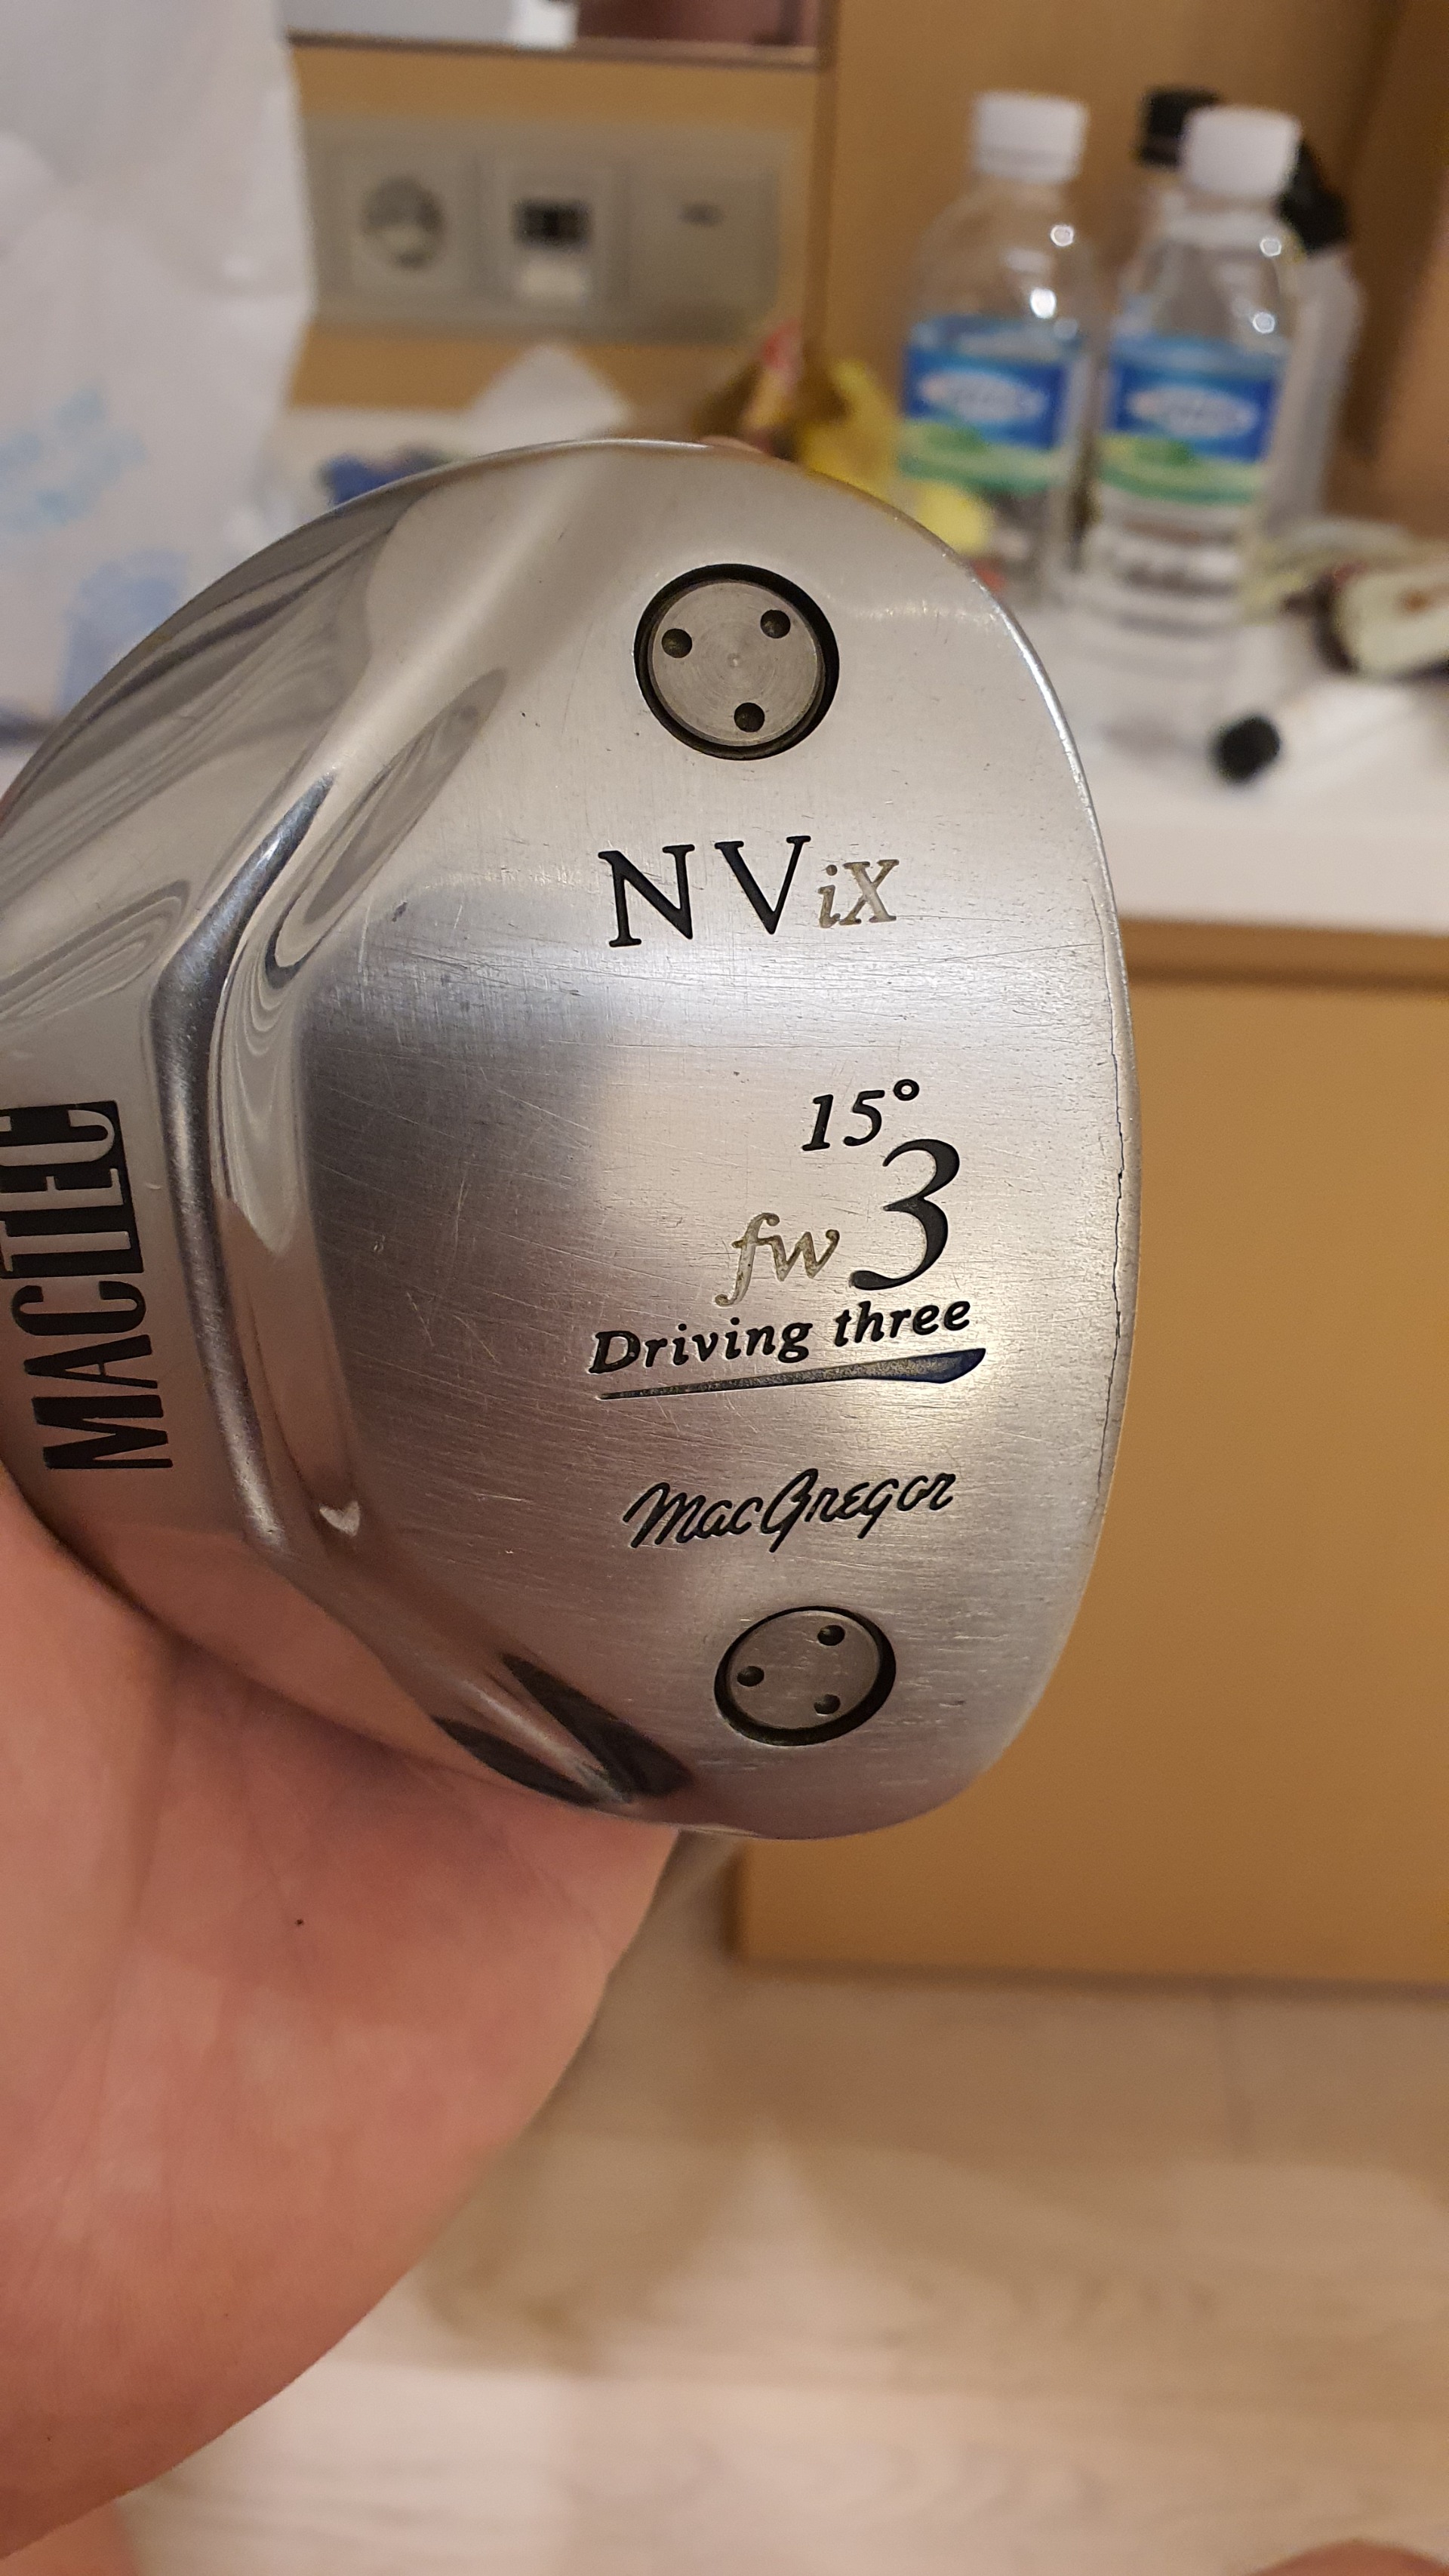 NViX
15°
fw 3
Driving three
MacGregor
MACTEC